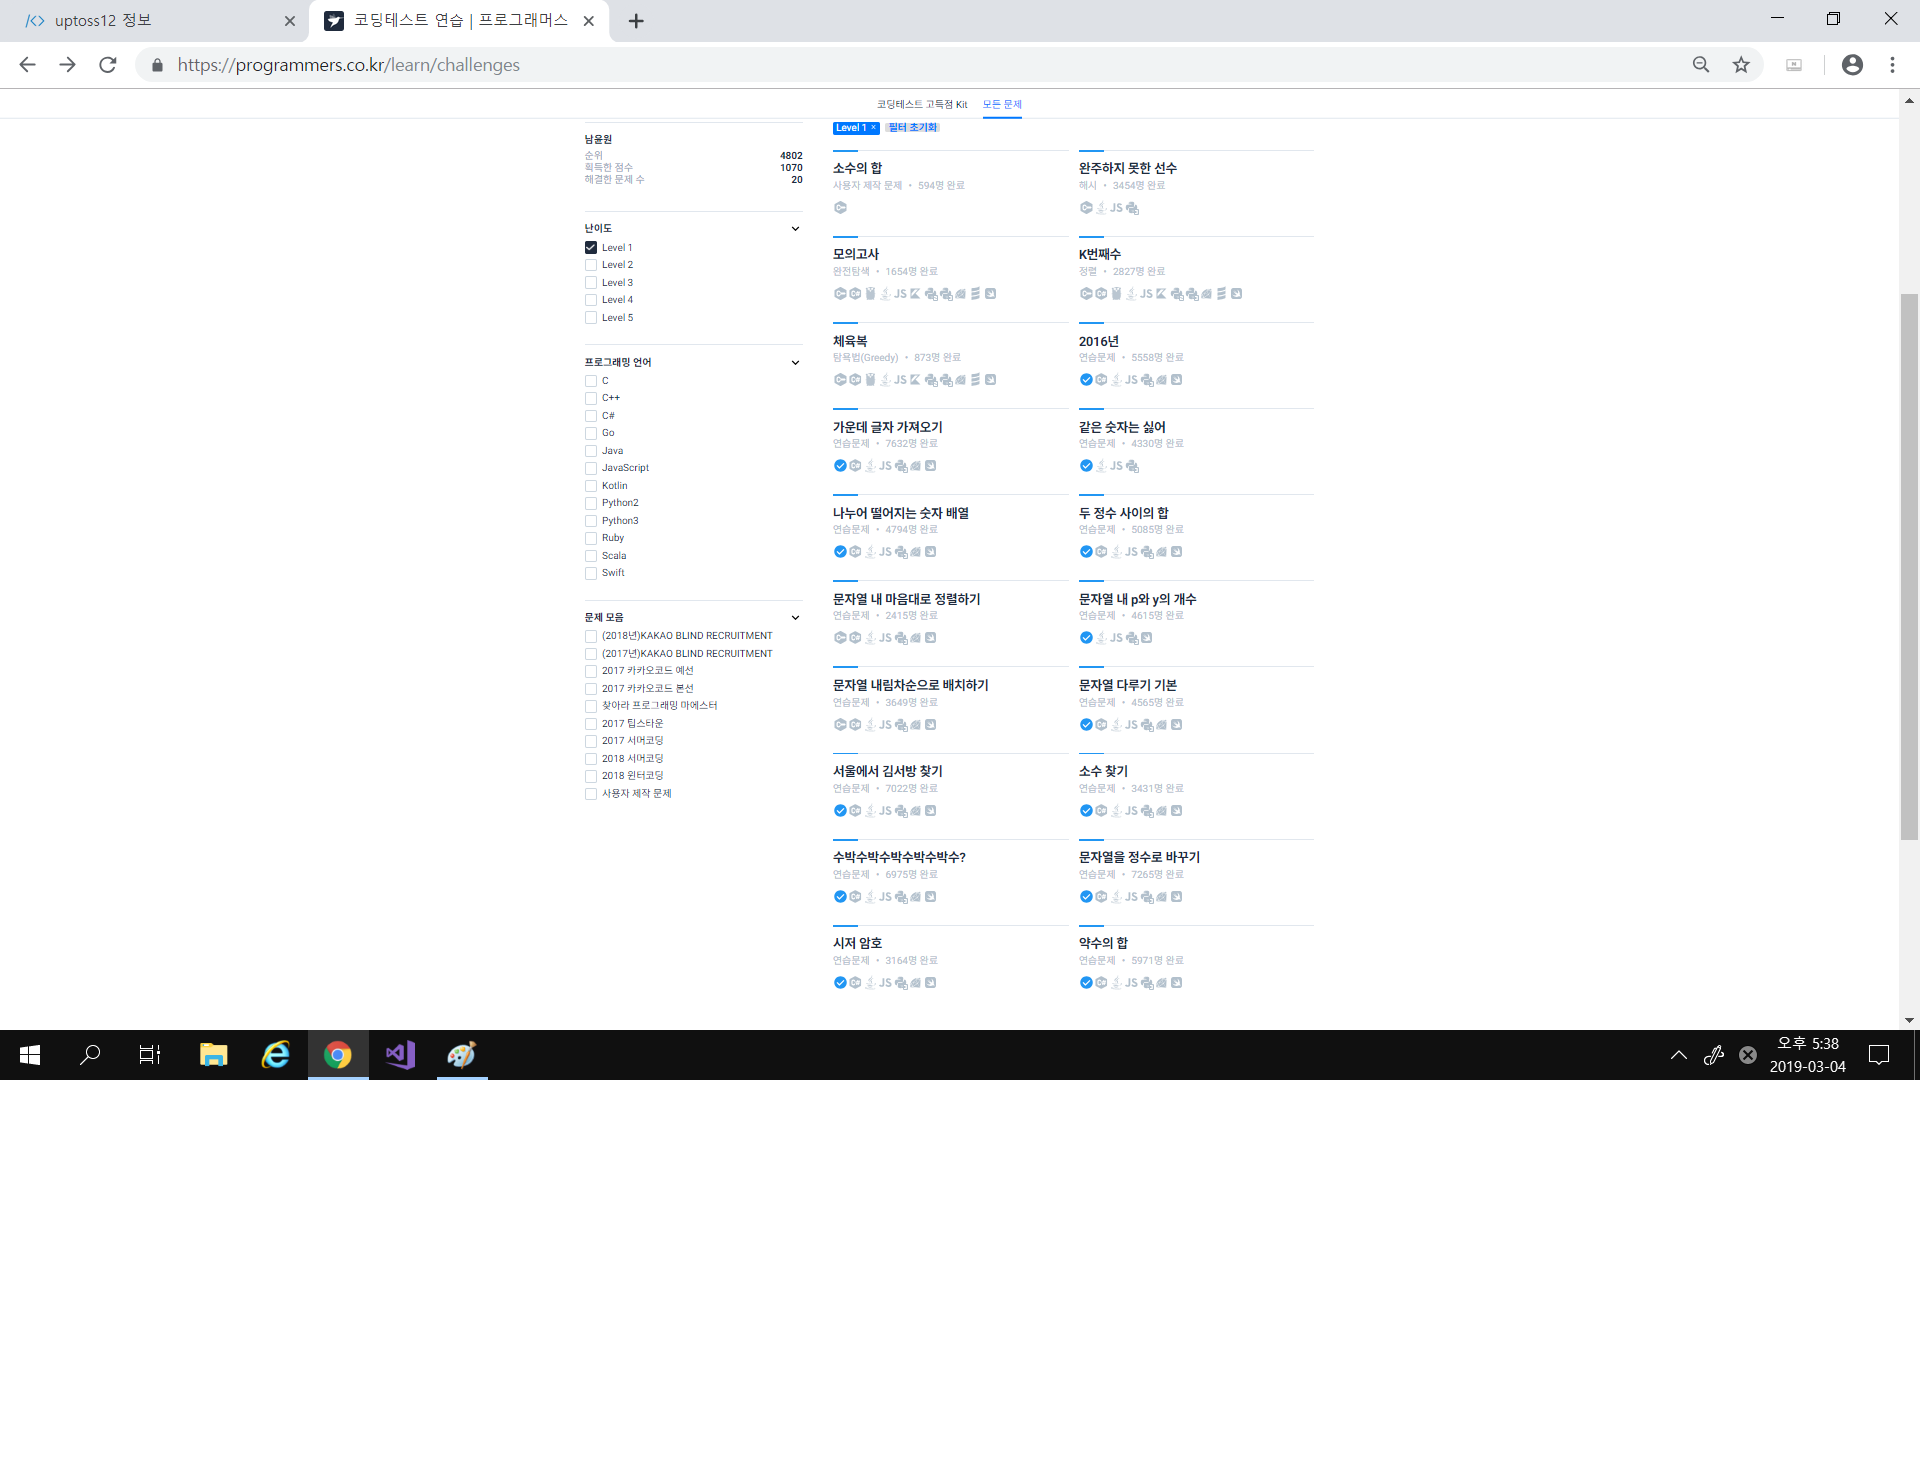 uptoss12 정보
코딩테스트 연습 | 프로그래머스
https://programmers.co.kr/learn/challenges
코딩테스트 고득점 Kit 모든 문제
남윤원
순위 4802
획득한 점수 1070
해결한 문제 수 20
난이도
Level 1
Level 2
Level 3
Level 4
Level 5
프로그래밍 언어
C
C++
C#
Go
Java
JavaScript
Kotlin
Python2
Python3
Ruby
Scala
Swift
문제 모음
(2018년)KAKAO BLIND RECRUITMENT
(2017년)KAKAO BLIND RECRUITMENT
2017 카카오코드 예선
2017 카카오코드 본선
찾아라 프로그래밍 마에스터
2017 팁스타운
2017 서머코딩
2018 서머코딩
2018 윈터코딩
사용자 제작 문제
Level 1 × 필터 초기화
소수의 합
사용자 제작 문제 • 594명 완료
완주하지 못한 선수
해시 • 3454명 완료
JS
모의고사
완전탐색 • 1654명 완료
JS
K번째수
정렬 • 2827명 완료
JS
체육복
탐욕법(Greedy) • 873명 완료
JS
2016년
연습문제 • 5558명 완료
JS
가운데 글자 가져오기
연습문제 • 7632명 완료
JS
같은 숫자는 싫어
연습문제 • 4330명 완료
JS
나누어 떨어지는 숫자 배열
연습문제 • 4794명 완료
JS
두 정수 사이의 합
연습문제 • 5085명 완료
JS
문자열 내 마음대로 정렬하기
연습문제 • 2415명 완료
JS
문자열 내 p와 y의 개수
연습문제 • 4615명 완료
JS
문자열 내림차순으로 배치하기
연습문제 • 3649명 완료
JS
문자열 다루기 기본
연습문제 • 4565명 완료
JS
서울에서 김서방 찾기
연습문제 • 7022명 완료
JS
소수 찾기
연습문제 • 3431명 완료
JS
수박수박수박수박수박수?
연습문제 • 6975명 완료
JS
문자열을 정수로 바꾸기
연습문제 • 7265명 완료
JS
시저 암호
연습문제 • 3164명 완료
JS
약수의 합
연습문제 • 5971명 완료
JS
오후 5:38
2019-03-04